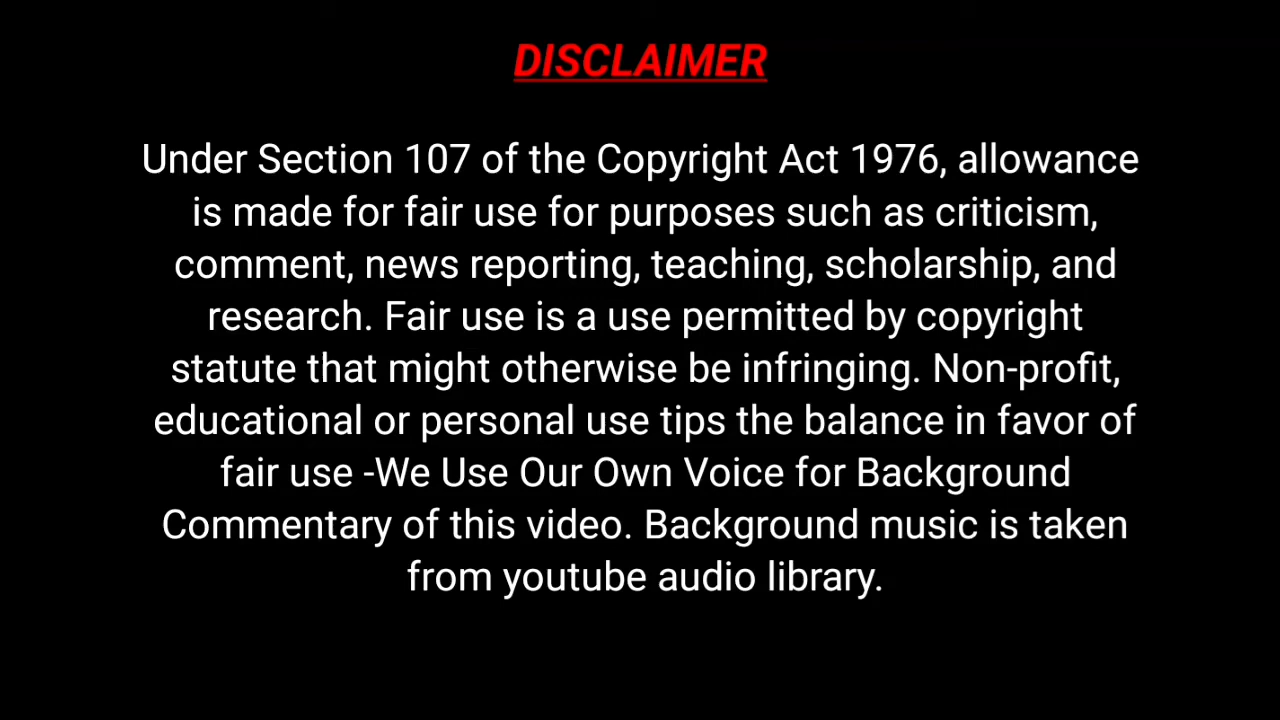 DISCLAIMER
Under Section 107 of the Copyright Act 1976, allowance
is made for fair use for purposes such as criticism,
comment, news reporting, teaching, scholarship, and
research. Fair use is a use permitted by copyright
statute that might otherwise be infringing. Non-profit,
educational or personal use tips the balance in favor of
fair use -We Use Our Own Voice for Background
Commentary of this video. Background music is taken
from youtube audio library.